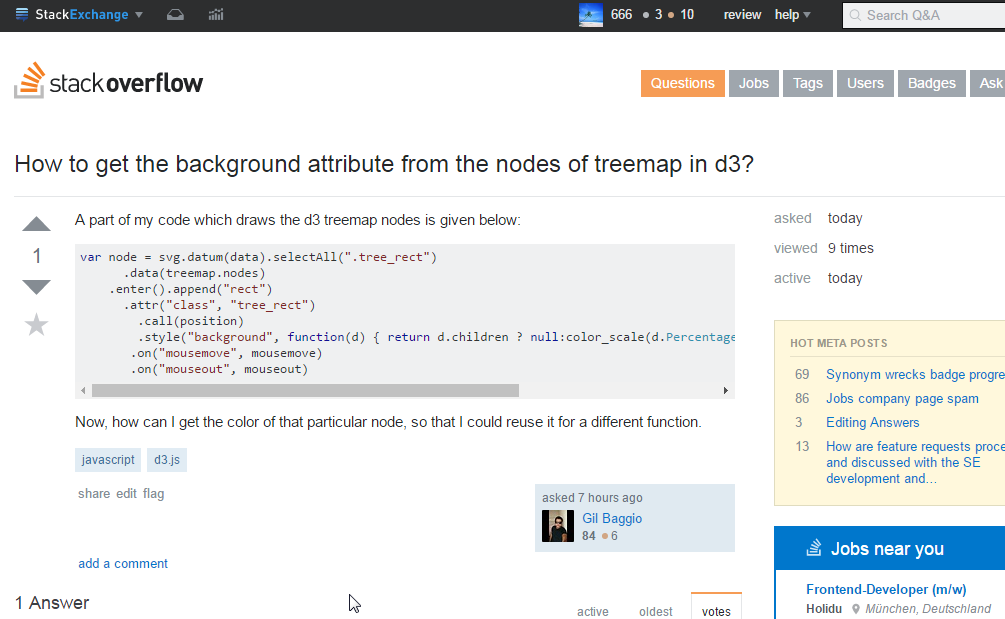 StackExchange
666 3 10
review help
Search Q&A
stackoverflow
Questions Jobs Tags Users Badges Ask
How to get the background attribute from the nodes of treemap in d3?
1
A part of my code which draws the d3 treemap nodes is given below:
var node = svg.datum(data).selectAll(".tree_rect")
.data(treemap.nodes)
.enter().append("rect")
.attr("class", "tree_rect")
.call(position)
.style("background", function(d) { return d.children ? null:color_scale(d.Percentage
.on("mousemove", mousemove)
.on("mouseout", mouseout)
Now, how can I get the color of that particular node, so that I could reuse it for a different function.
javascript d3.js
share edit flag
asked 7 hours ago
Gil Baggio
84 6
add a comment
1 Answer
active oldest votes
asked today
viewed 9 times
active today
HOT META POSTS
69 Synonym wrecks badge progre
86 Jobs company page spam
3 Editing Answers
13 How are feature requests proce
and discussed with the SE
development and...
Jobs near you
Frontend-Developer (m/w)
Holidu München, Deutschland